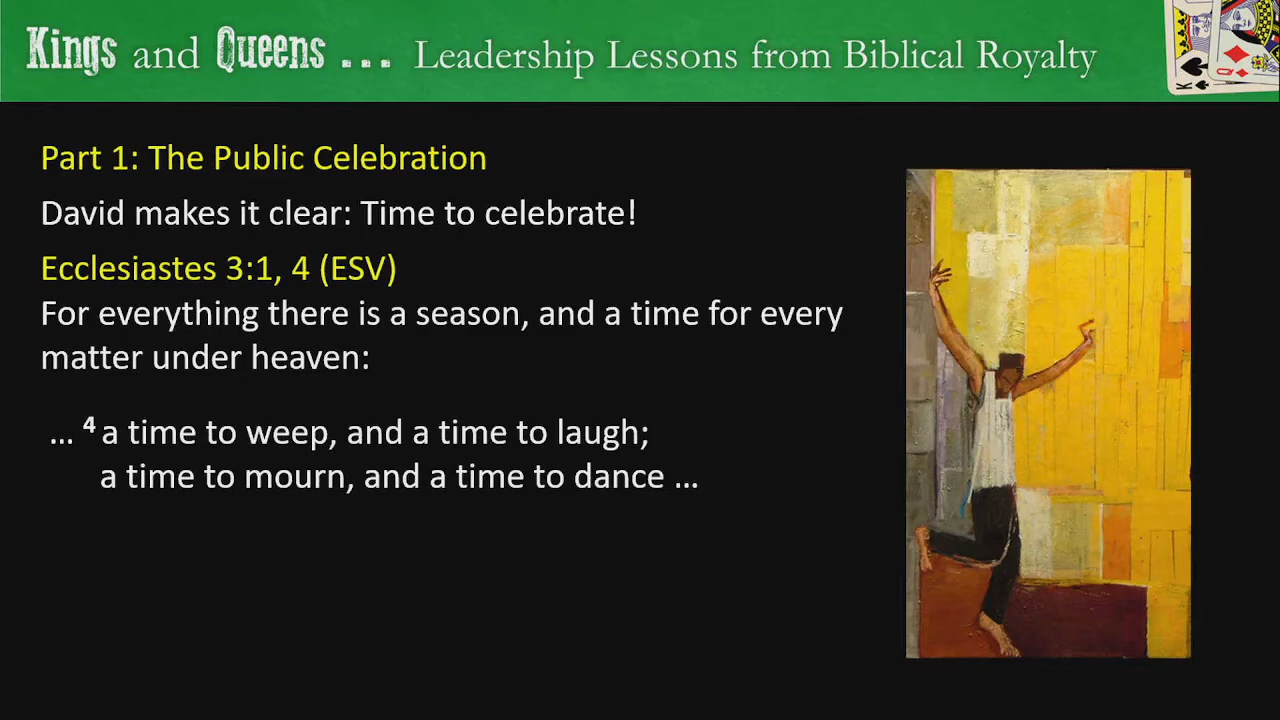 Kings and Queens ... Leadership Lessons from Biblical Royalty
K
Q
Part 1: The Public Celebration
David makes it clear: Time to celebrate!
Ecclesiastes 3:1, 4 (ESV)
For everything there is a season, and a time for every
matter under heaven:
... ⁴ a time to weep, and a time to laugh;
a time to mourn, and a time to dance ...